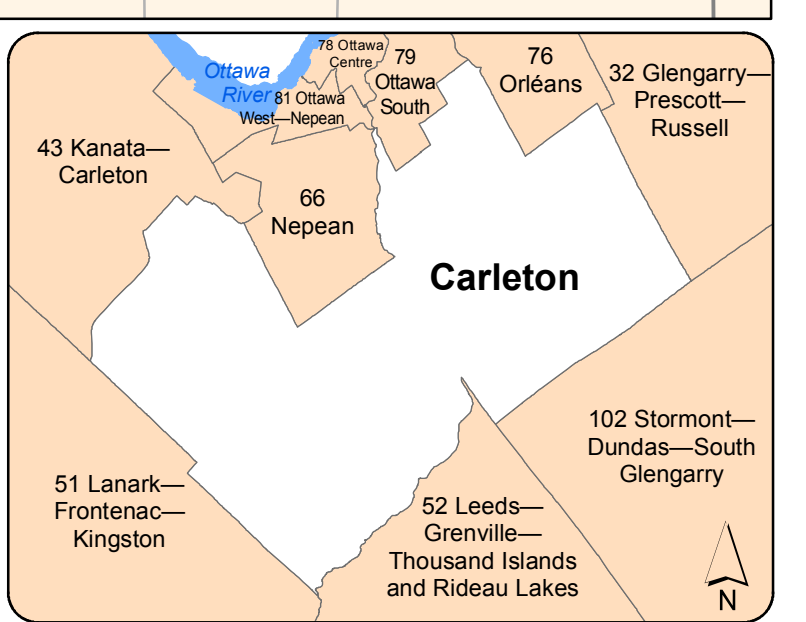 78 Ottawa
Centre
79
Ottawa
South
76
Orléans
32 Glengarry—
Prescott—
Russell
Ottawa
River
81 Ottawa
West—Nepean
43 Kanata—
Carleton
66
Nepean
Carleton
102 Stormont—
Dundas—South
Glengarry
51 Lanark—
Frontenac—
Kingston
52 Leeds—
Grenville—
Thousand Islands
and Rideau Lakes
N